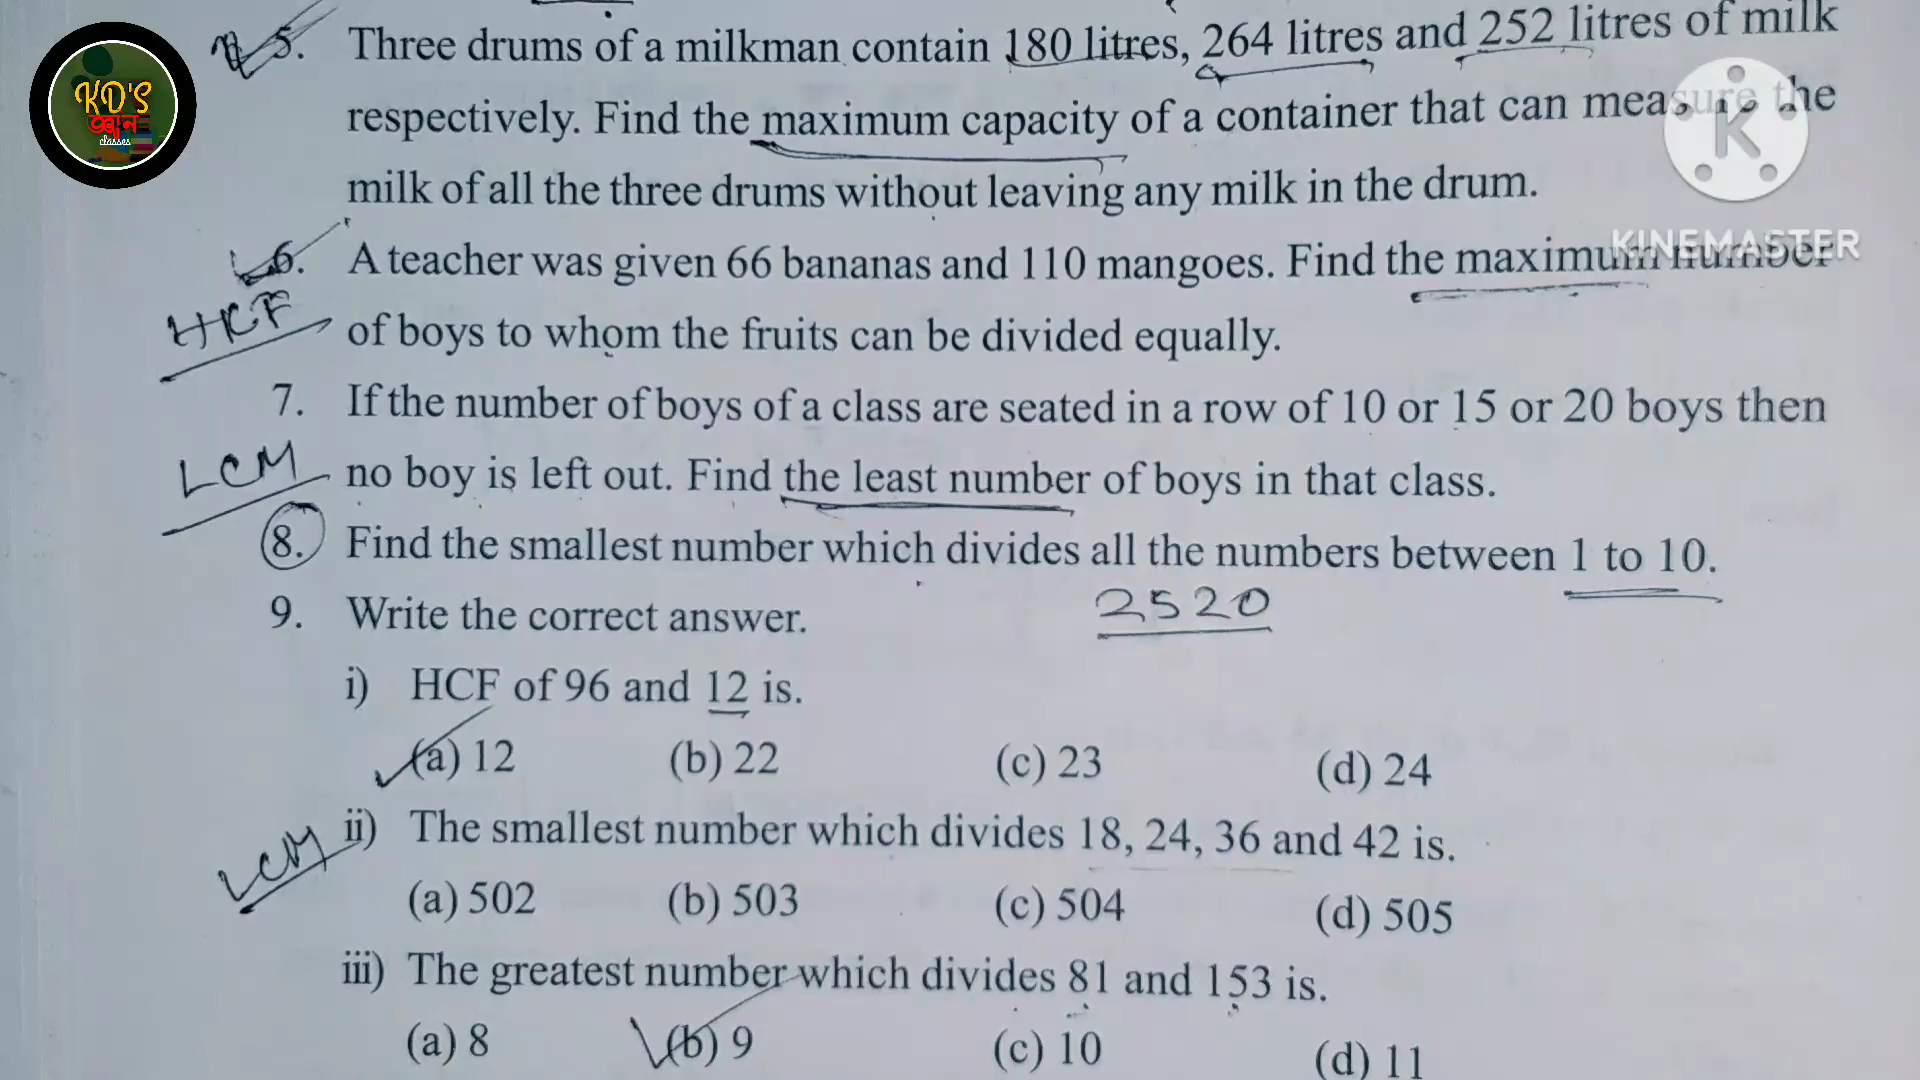 KD'S
জ্ঞান
classes
5. Three drums of a milkman contain 180 litres, 264 litres and 252 litres of milk
respectively. Find the maximum capacity of a container that can measure the
K
milk of all the three drums without leaving any milk in the drum.
KINEMASTER
6. A teacher was given 66 bananas and 110 mangoes. Find the maximum number
HCF
of boys to whom the fruits can be divided equally.
7. If the number of boys of a class are seated in a row of 10 or 15 or 20 boys then
LCM
no boy is left out. Find the least number of boys in that class.
8. Find the smallest number which divides all the numbers between 1 to 10.
2520
9. Write the correct answer.
i) HCF of 96 and 12 is.
(a) 12 (b) 22 (c) 23 (d) 24
LCM
ii) The smallest number which divides 18, 24, 36 and 42 is.
(a) 502 (b) 503 (c) 504 (d) 505
iii) The greatest number which divides 81 and 153 is.
(a) 8 (b) 9 (c) 10 (d) 11